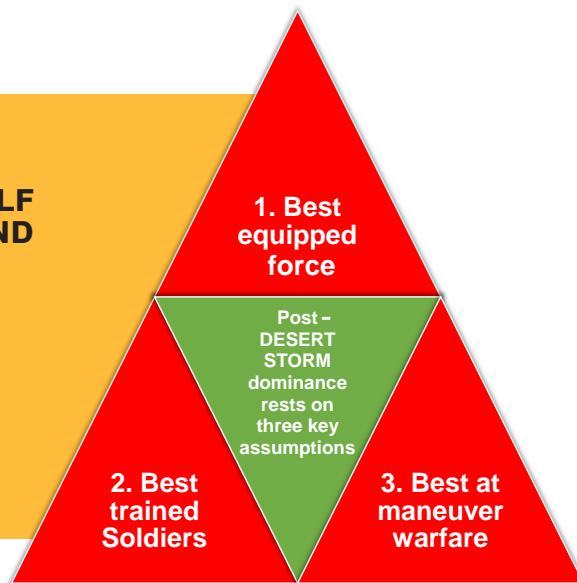 LF
ND
1. Best
equipped
force
Post –
DESERT
STORM
dominance
rests on
three key
assumptions
2. Best
trained
Soldiers
3. Best at
maneuver
warfare